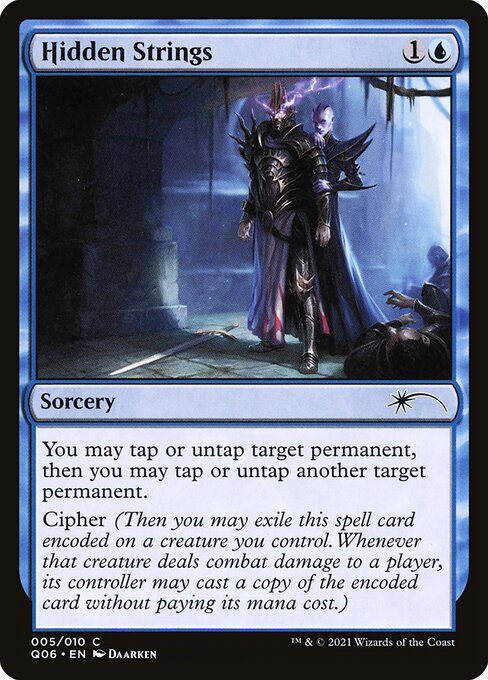 Hidden Strings 1
Sorcery
You may tap or untap target permanent,
then you may tap or untap another target
permanent.
Cipher (Then you may exile this spell card
encoded on a creature you control. Whenever
that creature deals combat damage to a player,
its controller may cast a copy of the encoded
card without paying its mana cost.)
005/010 C
Q06 • EN DAARKEN
™ & © 2021 Wizards of the Coast